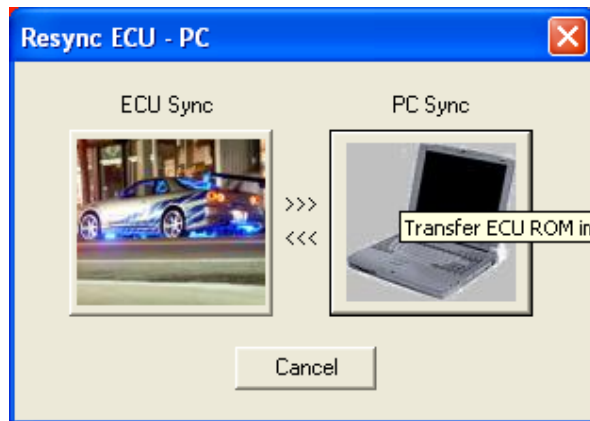 Resync ECU - PC
ECU Sync
PC Sync
>>>
<<<
Transfer ECU ROM in
Cancel